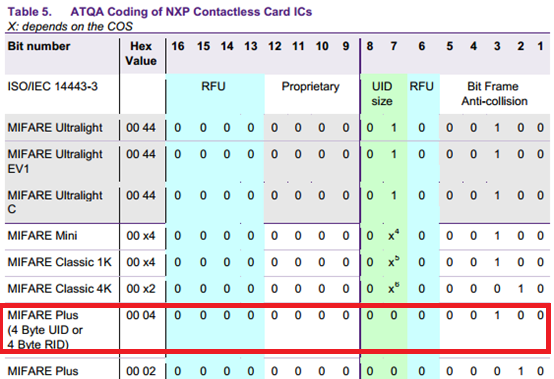 Table 5. ATQA Coding of NXP Contactless Card ICs
X: depends on the COS
Bit number Hex Value 16 15 14 13 12 11 10 9 8 7 6 5 4 3 2 1
ISO/IEC 14443-3 RFU Proprietary UID size RFU Bit Frame Anti-collision
MIFARE Ultralight 00 44 0 0 0 0 0 0 0 0 0 1 0 0 0 1 0 0
MIFARE Ultralight EV1 00 44 0 0 0 0 0 0 0 0 0 1 0 0 0 1 0 0
MIFARE Ultralight C 00 44 0 0 0 0 0 0 0 0 0 1 0 0 0 1 0 0
MIFARE Mini 00 x4 0 0 0 0 0 0 0 0 0 x4 0 0 0 1 0 0
MIFARE Classic 1K 00 x4 0 0 0 0 0 0 0 0 0 x5 0 0 0 1 0 0
MIFARE Classic 4K 00 x2 0 0 0 0 0 0 0 0 0 x6 0 0 0 0 1 0
MIFARE Plus (4 Byte UID or 4 Byte RID) 00 04 0 0 0 0 0 0 0 0 0 0 0 0 0 1 0 0
MIFARE Plus 00 02 0 0 0 0 0 0 0 0 0 0 0 0 0 0 1 0